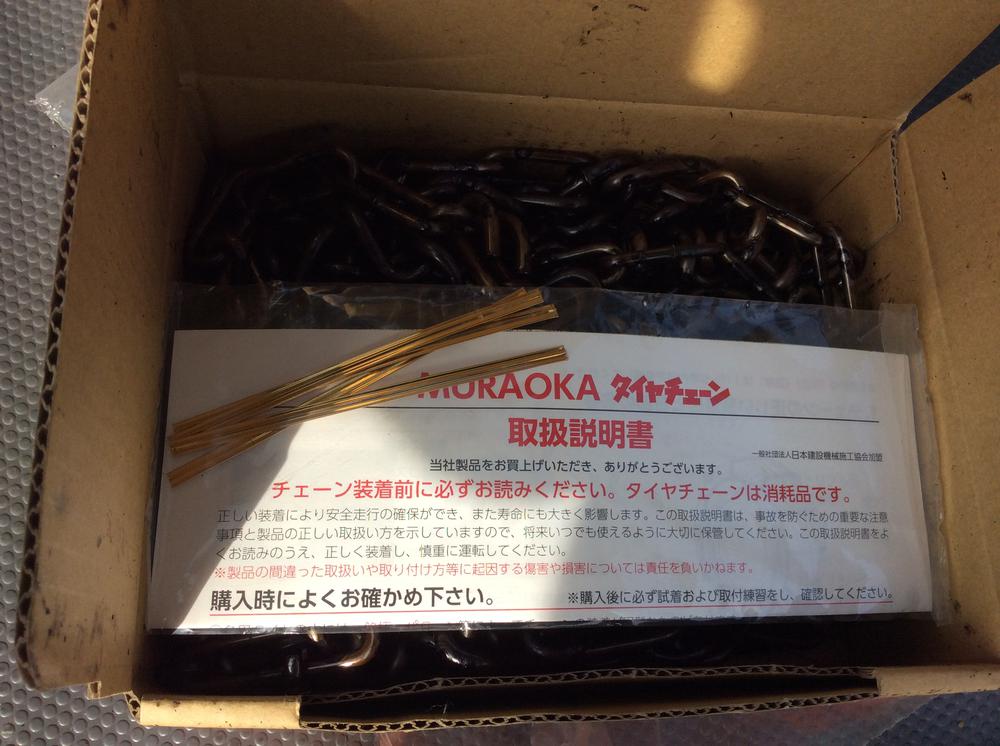 MURAOKA タイヤチェーン
取扱説明書
一般社団法人日本建設機械施工協会加盟
当社製品をお買上げいただき、ありがとうございます。
チェーン装着前に必ずお読みください。タイヤチェーンは消耗品です。
正しい装着により安全走行の確保ができ、また寿命にも大きく影響します。この取扱説明書は、事故を防ぐための重要な注意
事項と製品の正しい取扱い方を示していますので、将来いつでも使えるように大切に保管してください。この取扱説明書をよ
くお読みのうえ、正しく装着し、慎重に運転してください。
※製品の間違った取扱いや取り付け方等に起因する傷害や損害については責任を負いかねます。
購入時によくお確かめ下さい。 ※購入後に必ず試着および取付練習をし、確認してください。